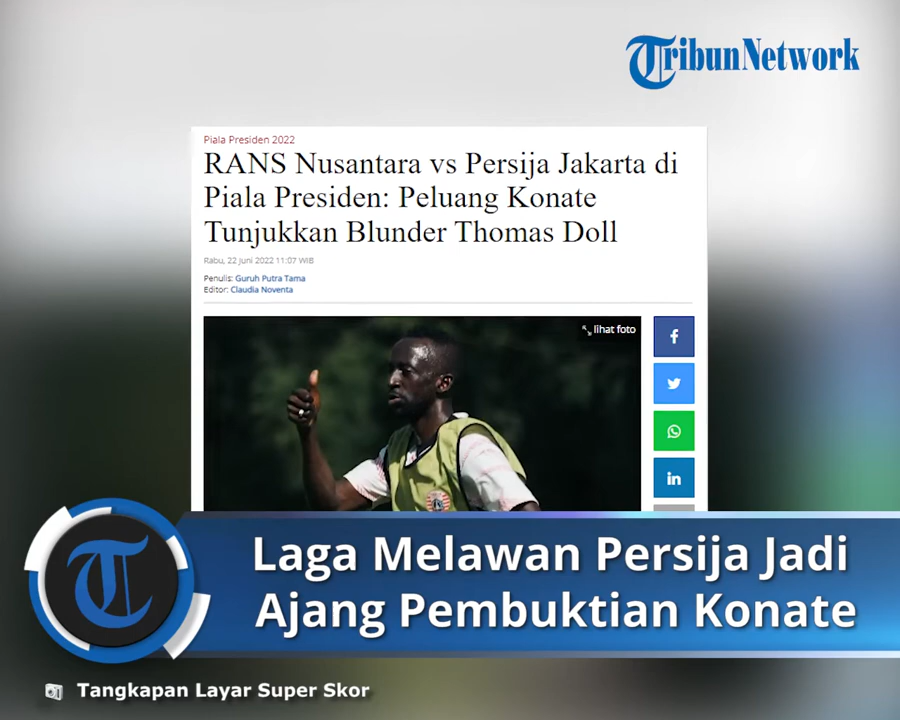 TribunNetwork
Piala Presiden 2022
RANS Nusantara vs Persija Jakarta di
Piala Presiden: Peluang Konate
Tunjukkan Blunder Thomas Doll
Rabu, 22 Juni 2022 11:07 WIB
Penulis: Guruh Putra Tama
Editor: Claudia Noventa
lihat foto
f
in
T
Laga Melawan Persija Jadi
Ajang Pembuktian Konate
Tangkapan Layar Super Skor